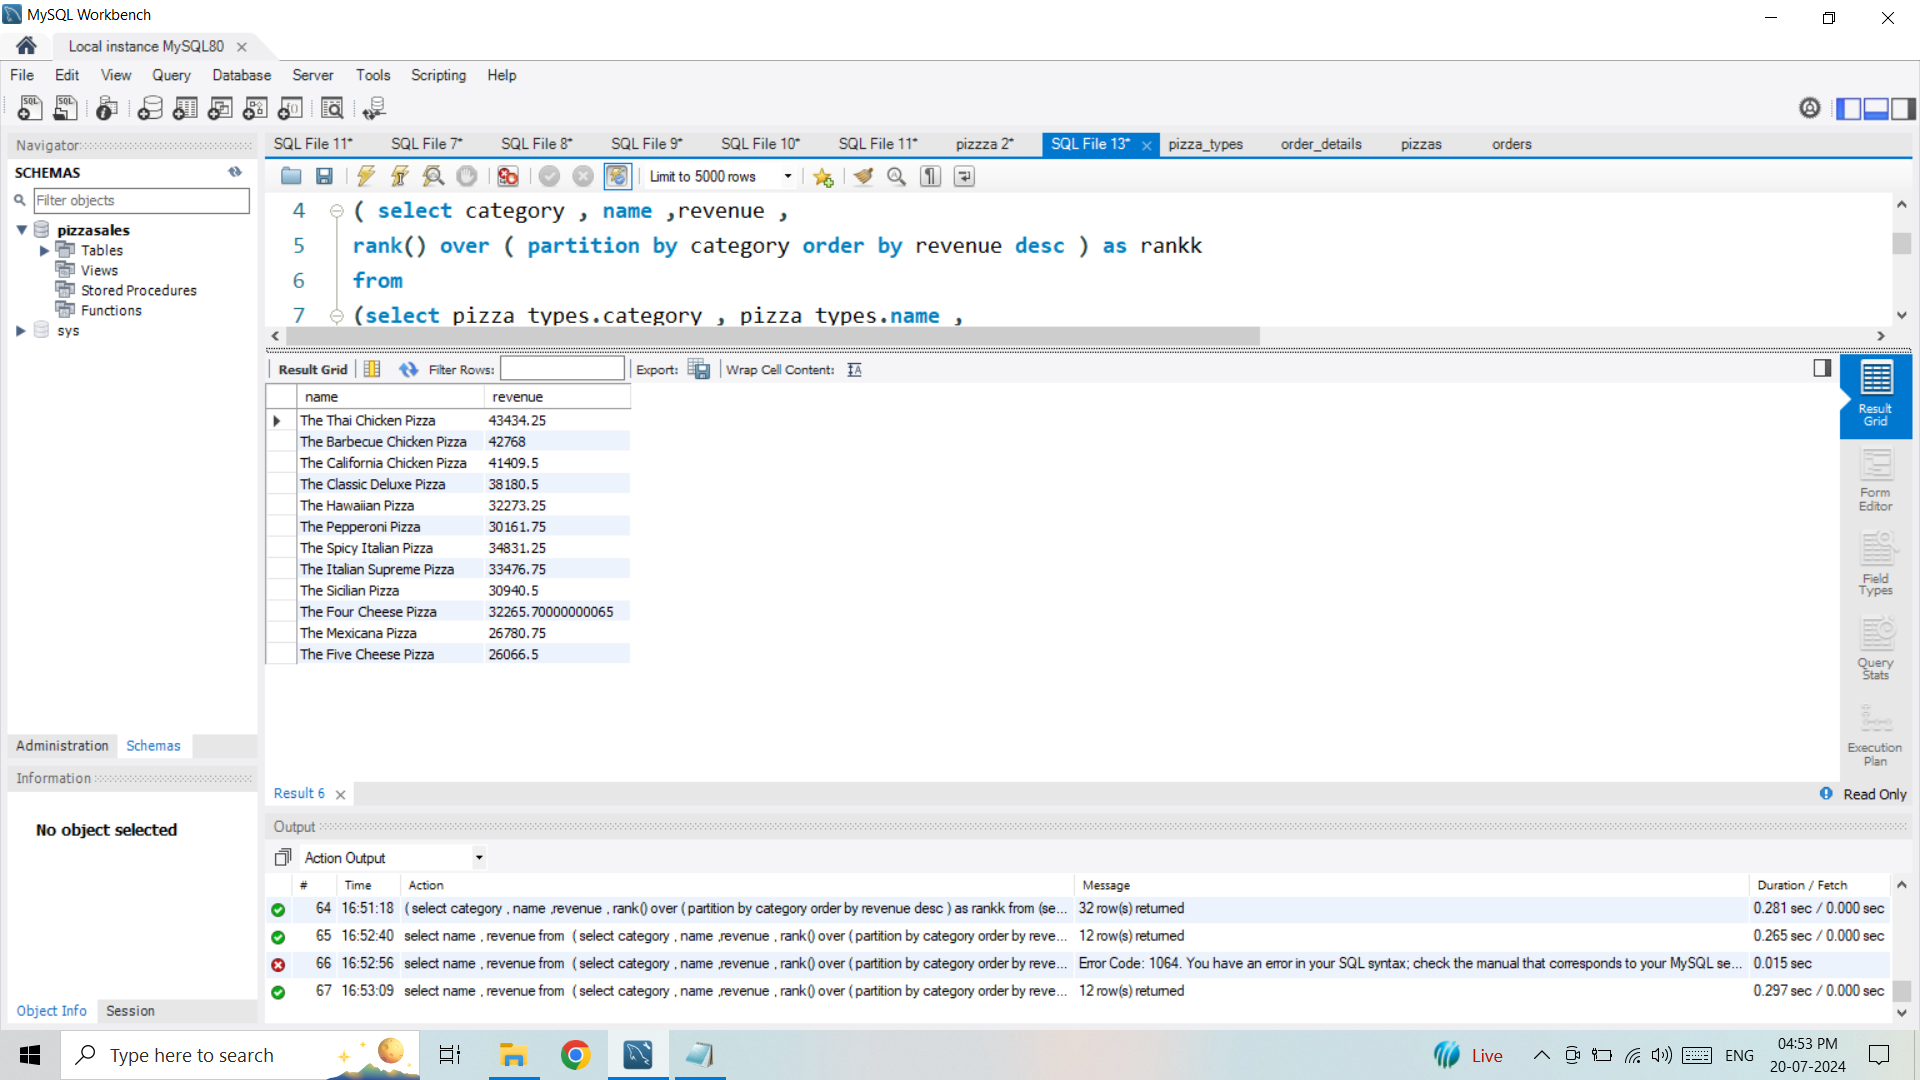 MySQL Workbench
Local instance MySQL80
File Edit View Query Database Server Tools Scripting Help
Navigator
SCHEMAS
Filter objects
pizzasales
Tables
Views
Stored Procedures
Functions
sys
Administration Schemas
Information
No object selected
Object Info Session
SQL File 11* SQL File 7* SQL File 8* SQL File 9* SQL File 10* SQL File 11* pizzza 2* SQL File 13* pizza_types order_details pizzas orders
Limit to 5000 rows
4 ( select category , name ,revenue ,
5 rank() over ( partition by category order by revenue desc ) as rankk
6 from
7 (select pizza_types.category , pizza_types.name ,
Result Grid Filter Rows: Export: Wrap Cell Content:
name revenue
The Thai Chicken Pizza 43434.25
The Barbecue Chicken Pizza 42768
The California Chicken Pizza 41409.5
The Classic Deluxe Pizza 38180.5
The Hawaiian Pizza 32273.25
The Pepperoni Pizza 30161.75
The Spicy Italian Pizza 34831.25
The Italian Supreme Pizza 33476.75
The Sicilian Pizza 30940.5
The Four Cheese Pizza 32265.70000000065
The Mexicana Pizza 26780.75
The Five Cheese Pizza 26066.5
Result
Grid
Form
Editor
Field
Types
Query
Stats
Execution
Plan
Result 6
Read Only
Output
Action Output
# Time Action Message Duration / Fetch
64 16:51:18 ( select category , name ,revenue , rank() over ( partition by category order by revenue desc ) as rankk from (se... 32 row(s) returned 0.281 sec / 0.000 sec
65 16:52:40 select name , revenue from ( select category , name ,revenue , rank() over ( partition by category order by reve... 12 row(s) returned 0.265 sec / 0.000 sec
66 16:52:56 select name , revenue from ( select category , name ,revenue , rank() over ( partition by category order by reve... Error Code: 1064. You have an error in your SQL syntax; check the manual that corresponds to your MySQL se... 0.015 sec
67 16:53:09 select name , revenue from ( select category , name ,revenue , rank() over ( partition by category order by reve... 12 row(s) returned 0.297 sec / 0.000 sec
Type here to search
Live
ENG
04:53 PM
20-07-2024